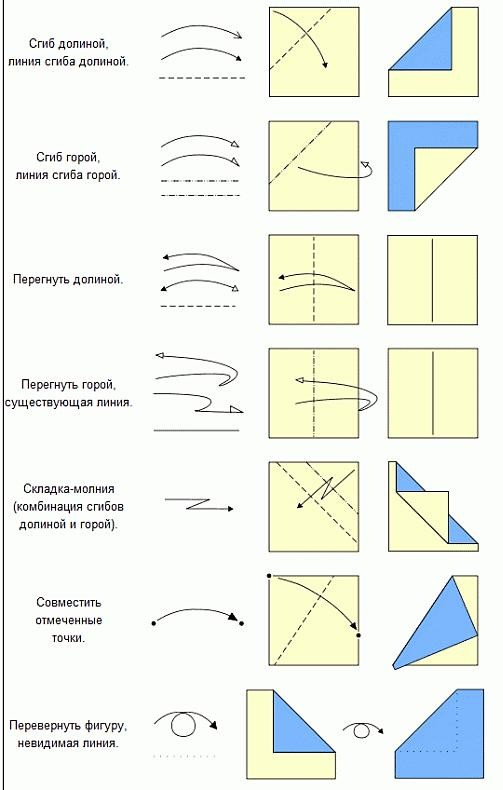 Сгиб долиной,
линия сгиба долиной.
Сгиб горой,
линия сгиба горой.
Перегнуть долиной.
Перегнуть горой,
существующая линия.
Складка-молния
(комбинация сгибов
долиной и горой).
Совместить
отмеченные
точки.
Перевернуть фигуру,
невидимая линия.